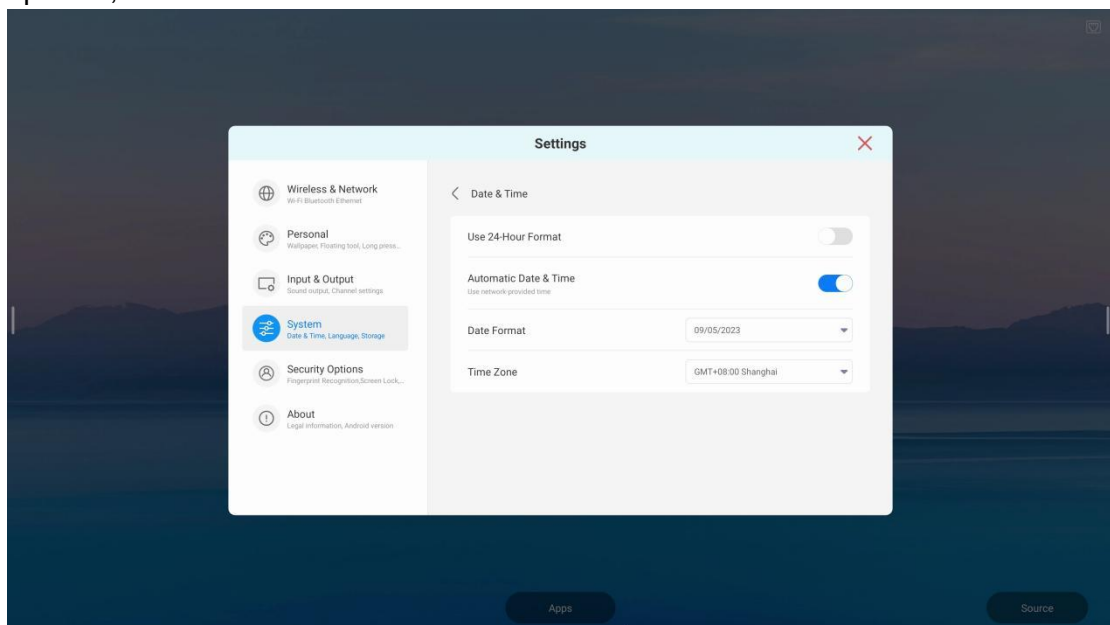 Settings
Wireless & Network
Wi-Fi Bluetooth Ethernet
Personal
Wallpaper, Floating tool, Long press...
Input & Output
Sound output, Channel settings
System
Date & Time, Language, Storage
Security Options
Fingerprint Recognition,Screen Lock,...
About
Legal information, Android version
Date & Time
Use 24-Hour Format
Automatic Date & Time
Use network provided time
Date Format
09/05/2023
Time Zone
GMT+08:00 Shanghai
Apps
Source